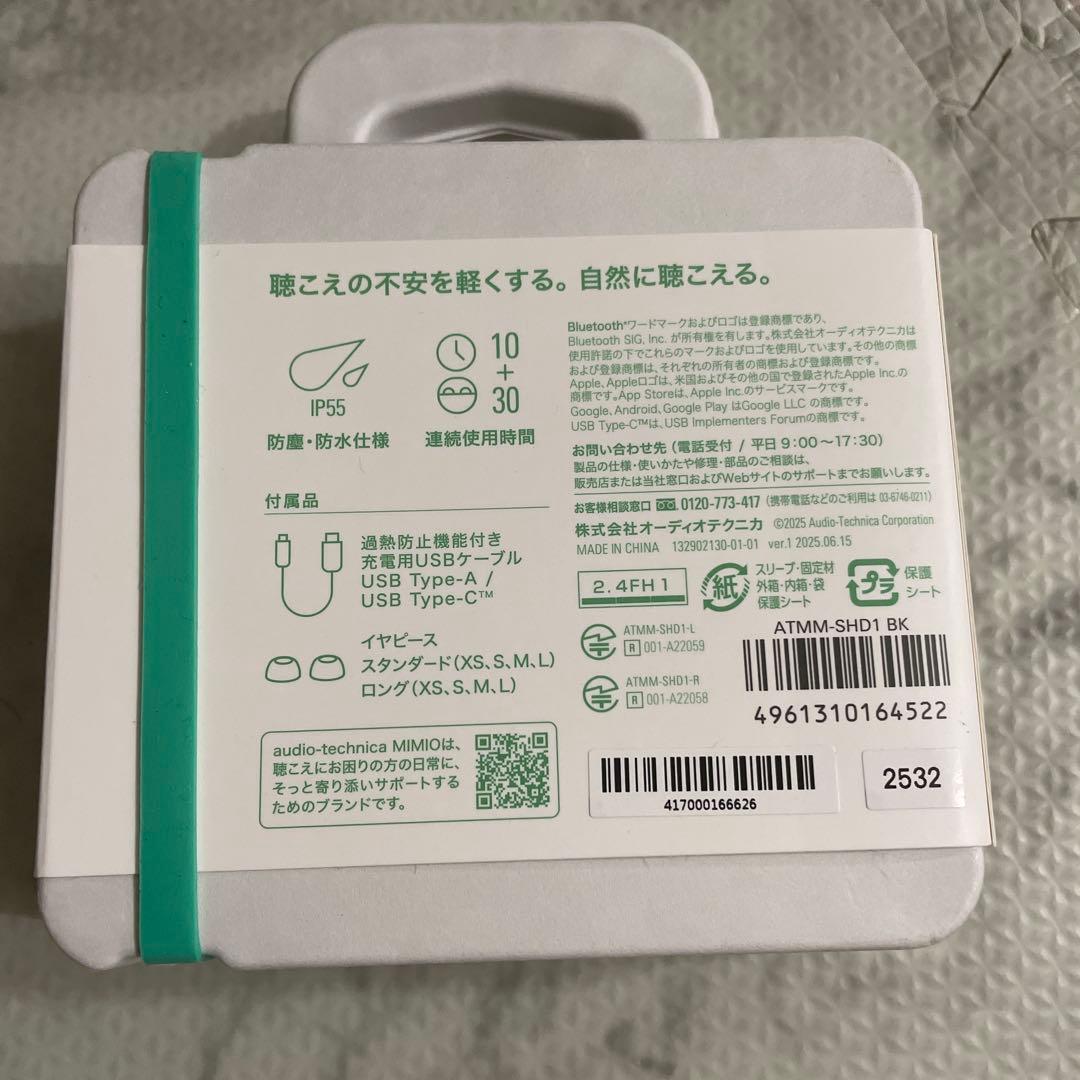 聴こえの不安を軽くする。自然に聴こえる。
IP55
防塵・防水仕様
10
+
30
連続使用時間
付属品
過熱防止機能付き
充電用USBケーブル
USB Type-A /
USB Type-C™
イヤピース
スタンダード(XS、S、M、L)
ロング(XS、S、M、L)
audio-technica MIMIOは、
聴こえにお困りの方の日常に、
そっと寄り添いサポートする
ためのブランドです。
Bluetooth®ワードマークおよびロゴは登録商標であり、
Bluetooth SIG, Inc. が所有権を有します。株式会社オーディオテクニカは
使用許諾の下でこれらのマークおよびロゴを使用しています。その他の商標
および登録商標は、それぞれの所有者の商標および登録商標です。
Apple、Appleロゴは、米国およびその他の国で登録されたApple Inc.の
商標です。App Storeは、Apple Inc.のサービスマークです。
Google、Android、Google Play はGoogle LLC の商標です。
USB Type-C™は、USB Implementers Forumの商標です。
お問い合わせ先(電話受付 / 平日 9:00〜17:30)
製品の仕様・使いかたや修理・部品のご相談は、
販売店または当社窓口およびWebサイトのサポートまでお願いします。
お客様相談窓口 0120-773-417 (携帯電話などのご利用は 03-6746-0211)
株式会社オーディオテクニカ ©2025 Audio-Technica Corporation
MADE IN CHINA 132902130-01-01 ver.1 2025.06.15
2.4FH1
紙
スリーブ・固定材
外箱・内箱・袋
保護シート
プラ
保護
シート
ATMM-SHD1-L
R 001-A22059
ATMM-SHD1-R
R 001-A22058
ATMM-SHD1 BK
4961310164522
417000166626
2532